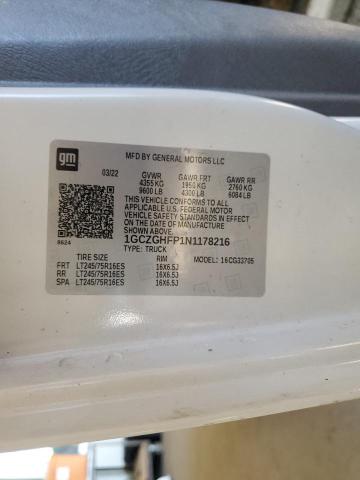 gm
MFD BY GENERAL MOTORS LLC
03/22 GVWR GAWR FRT GAWR RR
4355 KG 1950 KG 2760 KG
9600 LB 4300 LB 6084 LB
THIS VEHICLE CONFORMS TO ALL
APPLICABLE U.S. FEDERAL MOTOR
VEHICLE SAFETY STANDARDS IN
EFFECT ON THE DATE OF
MANUFACTURE SHOWN ABOVE.
8624
1GCZGHFP1N1178216
TYPE: TRUCK
TIRE SIZE RIM MODEL: 16CG33705
FRT LT245/75R16ES 16X6.5J
RR LT245/75R16ES 16X6.5J
SPA LT245/75R16ES 16X6.5J